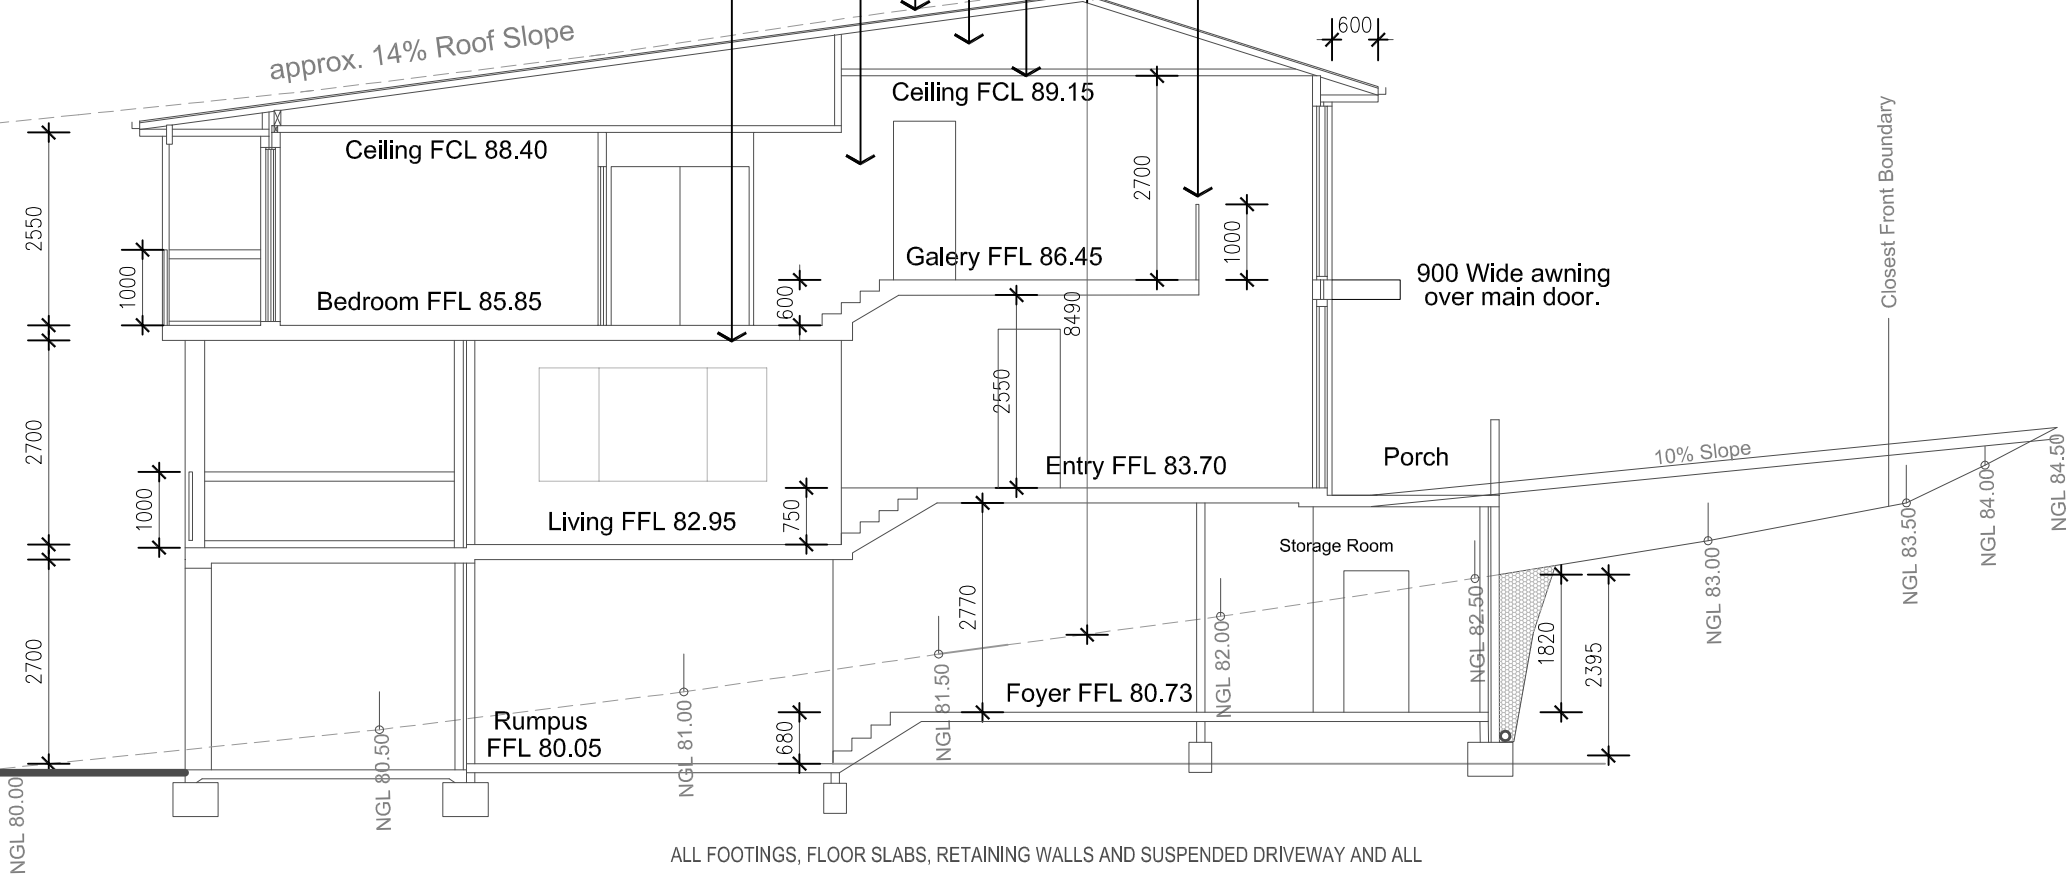 approx. 14% Roof Slope
600
Ceiling FCL 89.15
Ceiling FCL 88.40
2700
2550
1000
1000
Closest Front Boundary
Galery FFL 86.45
900 Wide awning
over main door.
Bedroom FFL 85.85
600
8490
2550
2700
1000
Porch
10% Slope
Entry FFL 83.70
Living FFL 82.95
750
Storage Room
NGL 84.50
NGL 84.00
NGL 83.50
NGL 83.00
NGL 82.50
NGL 82.00
NGL 81.50
NGL 81.00
NGL 80.50
NGL 80.00
2770
1820
2395
2700
Foyer FFL 80.73
Rumpus
FFL 80.05
680
ALL FOOTINGS, FLOOR SLABS, RETAINING WALLS AND SUSPENDED DRIVEWAY AND ALL